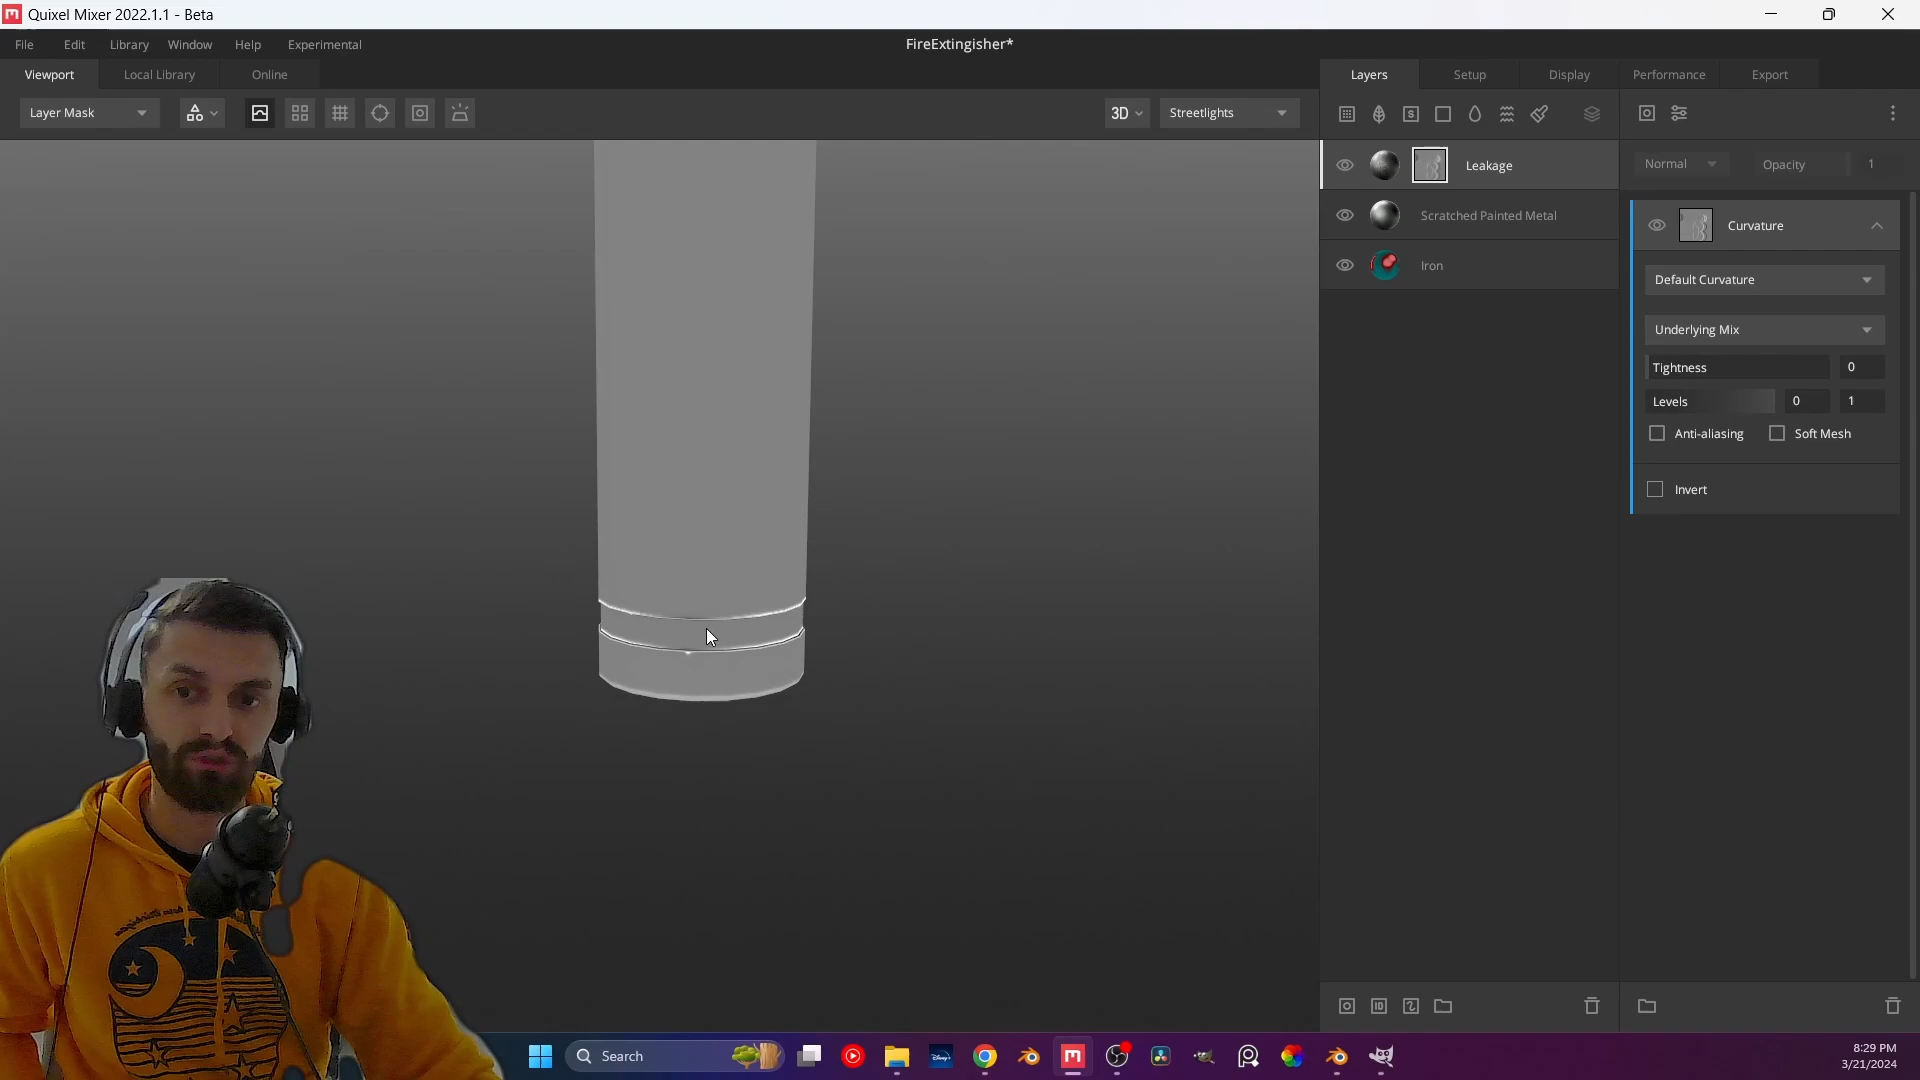 Quixel Mixer 2022.1.1 - Beta
File Edit Library Window Help Experimental
FireExtingisher*
Viewport Local Library Online
Layers Setup Display Performance Export
Layer Mask
3D Streetlights
Leakage
Normal Opacity 1
Scratched Painted Metal
Curvature
Iron
Default Curvature
Underlying Mix
Tightness 0
Levels 0 1
Anti-aliasing Soft Mesh
Invert
Search
8:29 PM
3/21/2024